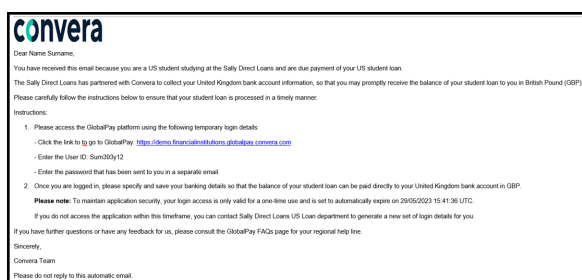 convera
Dear Name Surname,
You have received this email because you are a US student studying at the Sally Direct Loans and are due payment of your US student loan.
The Sally Direct Loans has partnered with Convera to collect your United Kingdom bank account information, so that you may promptly receive the balance of your student loan to you in British Pound (GBP)
Please carefully follow the instructions below to ensure that your student loan is processed in a timely manner.
Instructions:
1. Please access the GlobalPay platform using the following temporary login details:
- Click the link to to go to GlobalPay: https://demo.financialinstitutions.globalpay.convera.com
- Enter the User ID: Surn393y12
- Enter the password that has been sent to you in a separate email.
2. Once you are logged in, please specify and save your banking details so that the balance of your student loan can be paid directly to your United Kingdom bank account in GBP.
Please note: To maintain application security, your login access is only valid for a one-time use and is set to automatically expire on 29/05/2023 15:41:36 UTC.
If you do not access the application within this timeframe, you can contact Sally Direct Loans US Loan department to generate a new set of login details for you.
If you have further questions or have any feedback for us, please consult the GlobalPay FAQs page for your regional help line.
Sincerely,
Convera Team
Please do not reply to this automatic email.